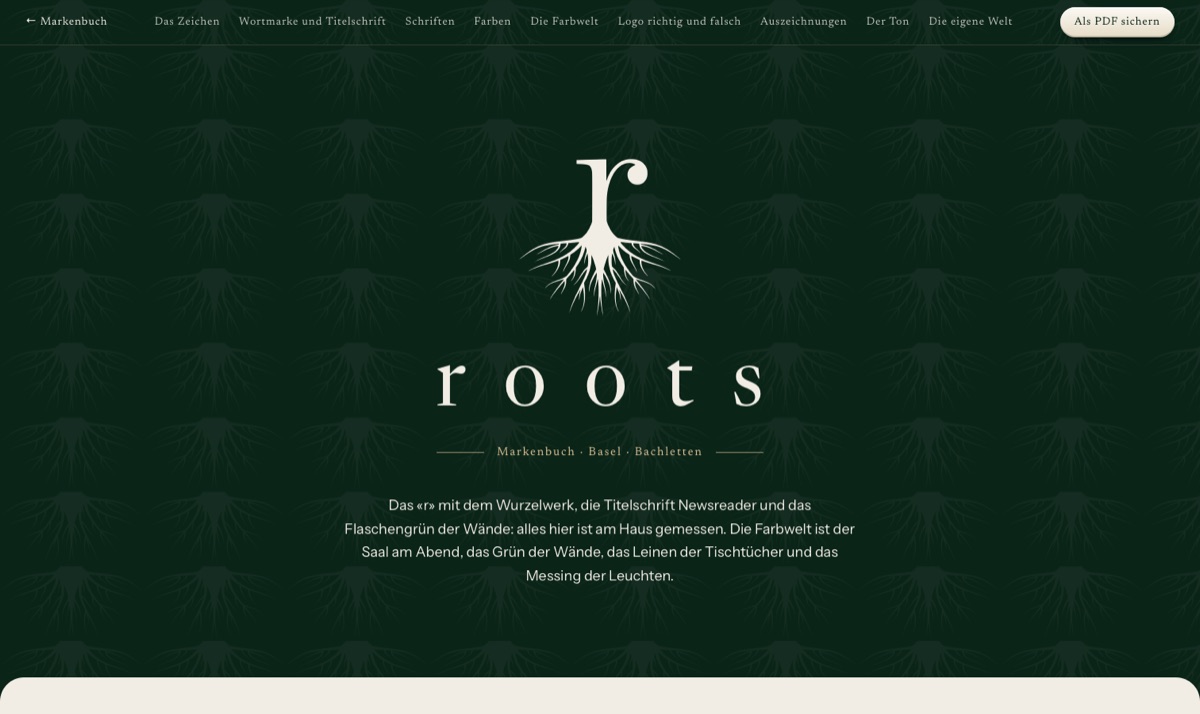 ← Markenbuch
Das Zeichen
Wortmarke und Titelschrift
Schriften
Farben
Die Farbwelt
Logo richtig und falsch
Auszeichnungen
Der Ton
Die eigene Welt
Als PDF sichern
r
roots
Markenbuch · Basel · Bachletten
Das «r» mit dem Wurzelwerk, die Titelschrift Newsreader und das
Flaschengrün der Wände: alles hier ist am Haus gemessen. Die Farbwelt ist der
Saal am Abend, das Grün der Wände, das Leinen der Tischtücher und das
Messing der Leuchten.